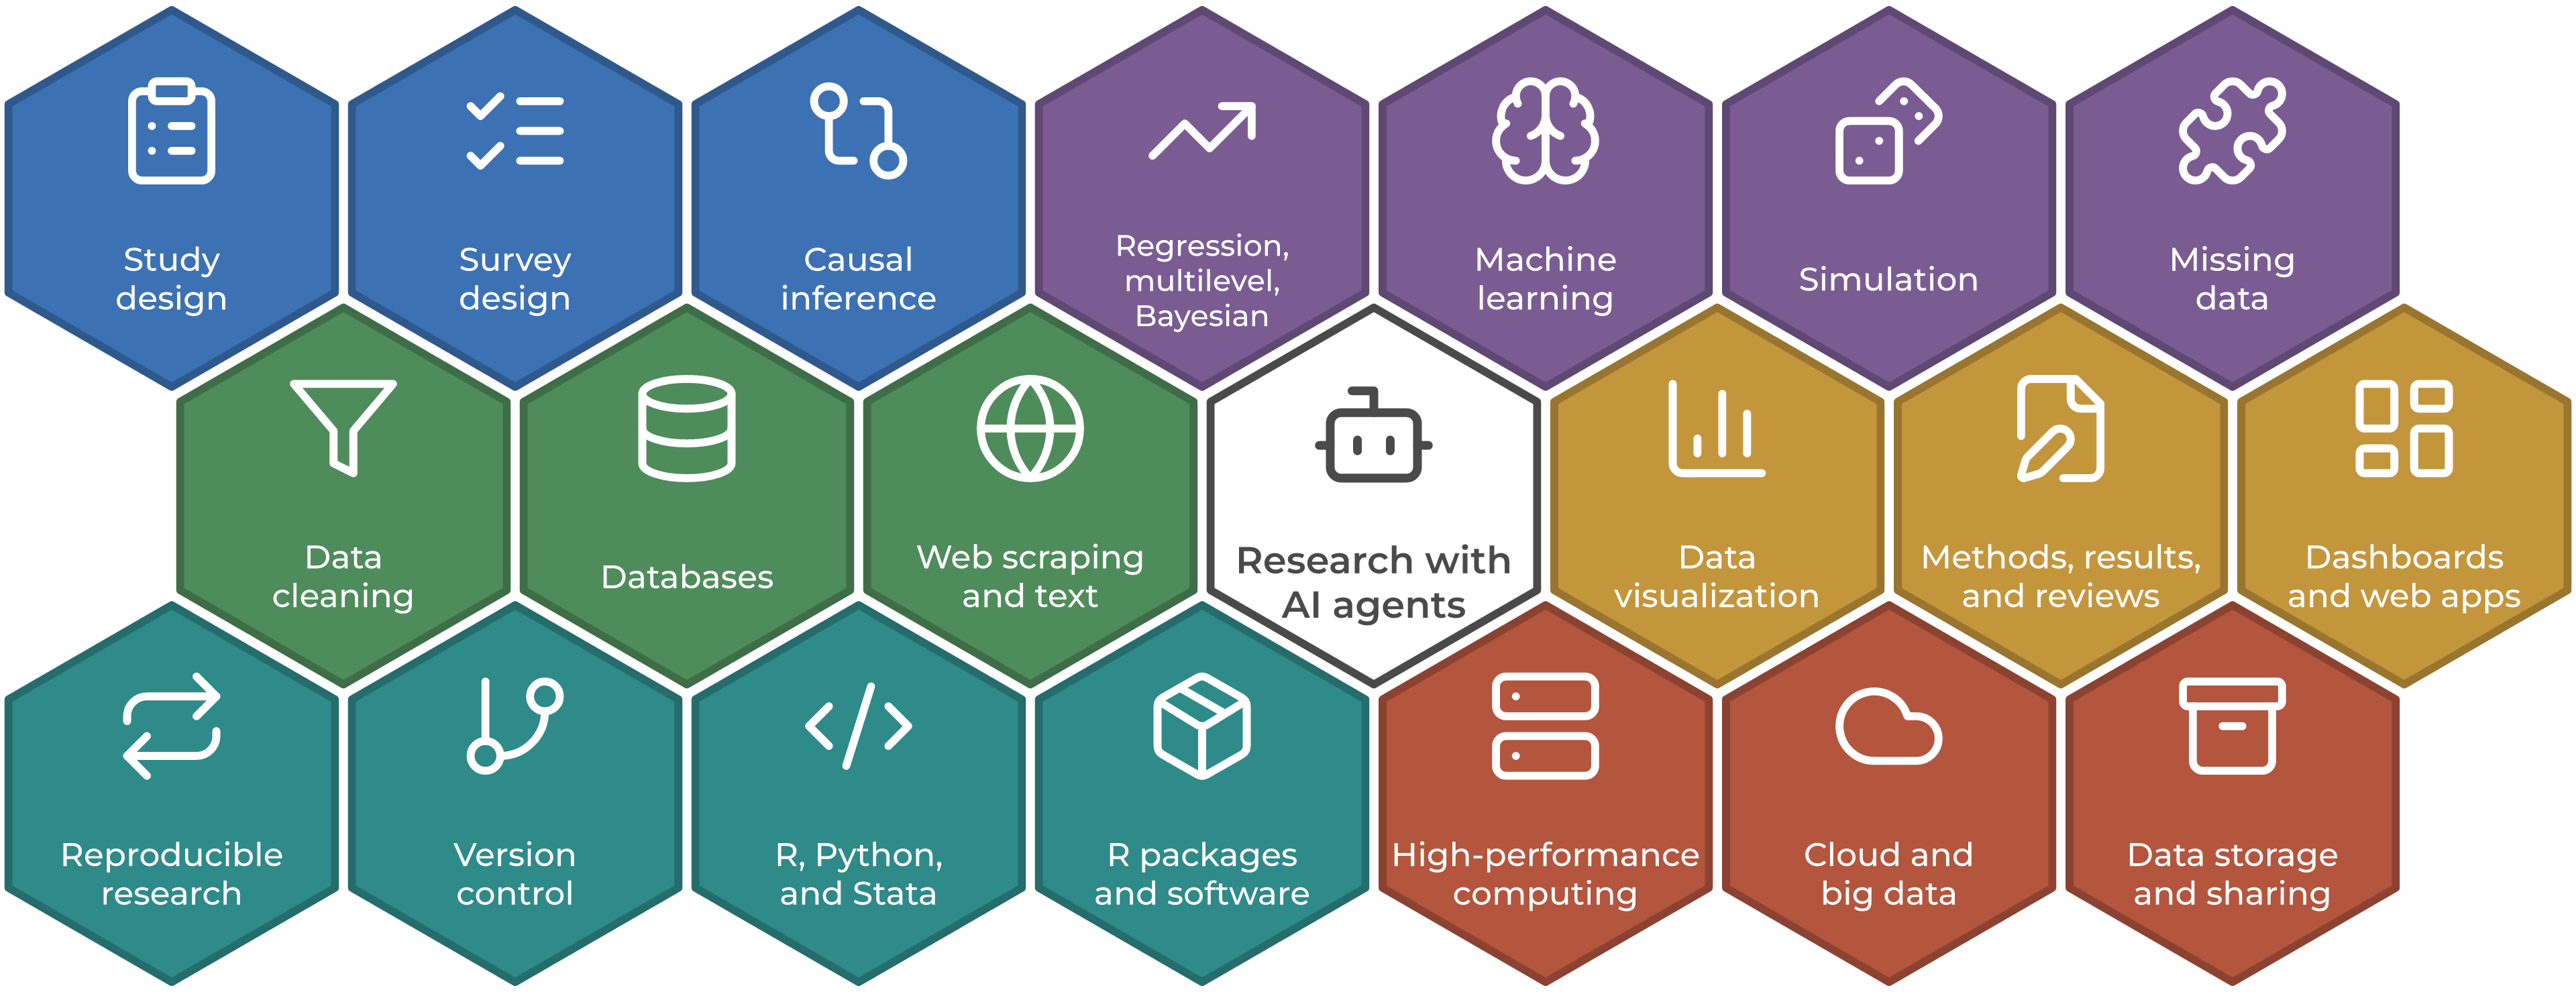 Study
design
Survey
design
Causal
inference
Regression,
multilevel,
Bayesian
Machine
learning
Simulation
Missing
data
Data
cleaning
Databases
Web scraping
and text
Research with
AI agents
Data
visualization
Methods, results,
and reviews
Dashboards
and web apps
Reproducible
research
Version
control
R, Python,
and Stata
R packages
and software
High-performance
computing
Cloud and
big data
Data storage
and sharing